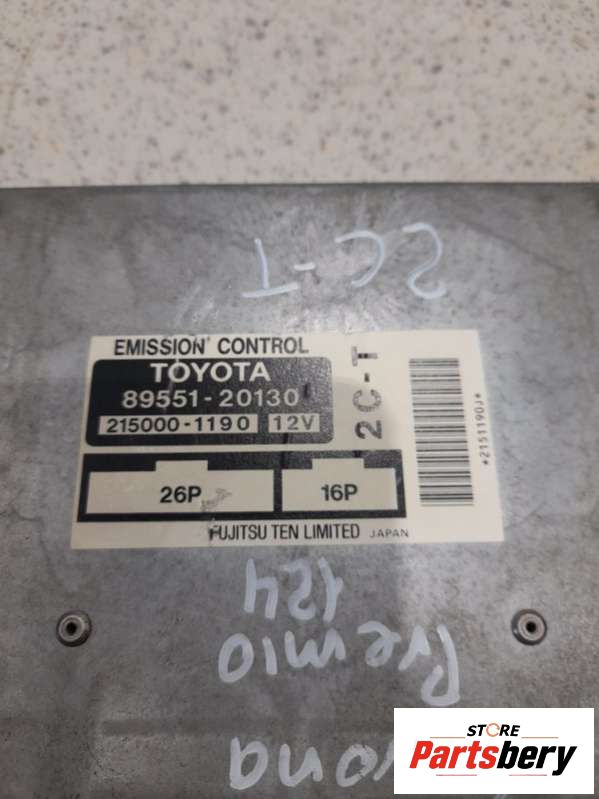 2C-T
EMISSION CONTROL
TOYOTA
89551-20130
215000-1190 12V
2C-T
*2151190J*
26P 16P
FUJITSU TEN LIMITED JAPAN
124
Premio
STORE
Partsbery